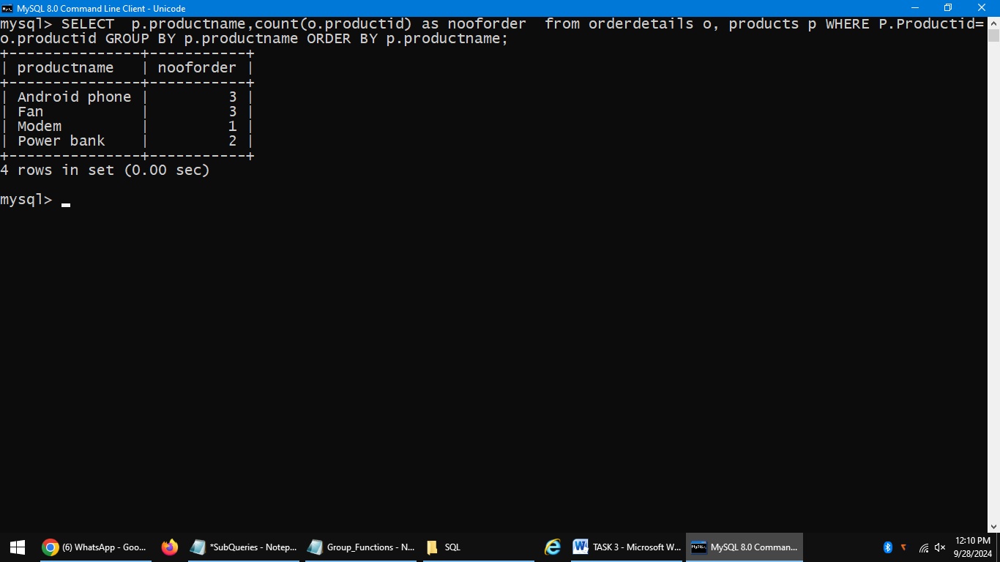 MySQL 8.0 Command Line Client - Unicode
mysql> SELECT  p.productname,count(o.productid) as nooforder  from orderdetails o, products p WHERE P.Productid=
o.productid GROUP BY p.productname ORDER BY p.productname;
+---------------+-----------+
| productname   | nooforder |
+---------------+-----------+
| Android phone |         3 |
| Fan           |         3 |
| Modem         |         1 |
| Power bank    |         2 |
+---------------+-----------+
4 rows in set (0.00 sec)
mysql> _
(6) WhatsApp - Goo... *SubQueries - Notep... Group_Functions - N... SQL TASK 3 - Microsoft W... MySQL 8.0 Comman... 12:10 PM
9/28/2024